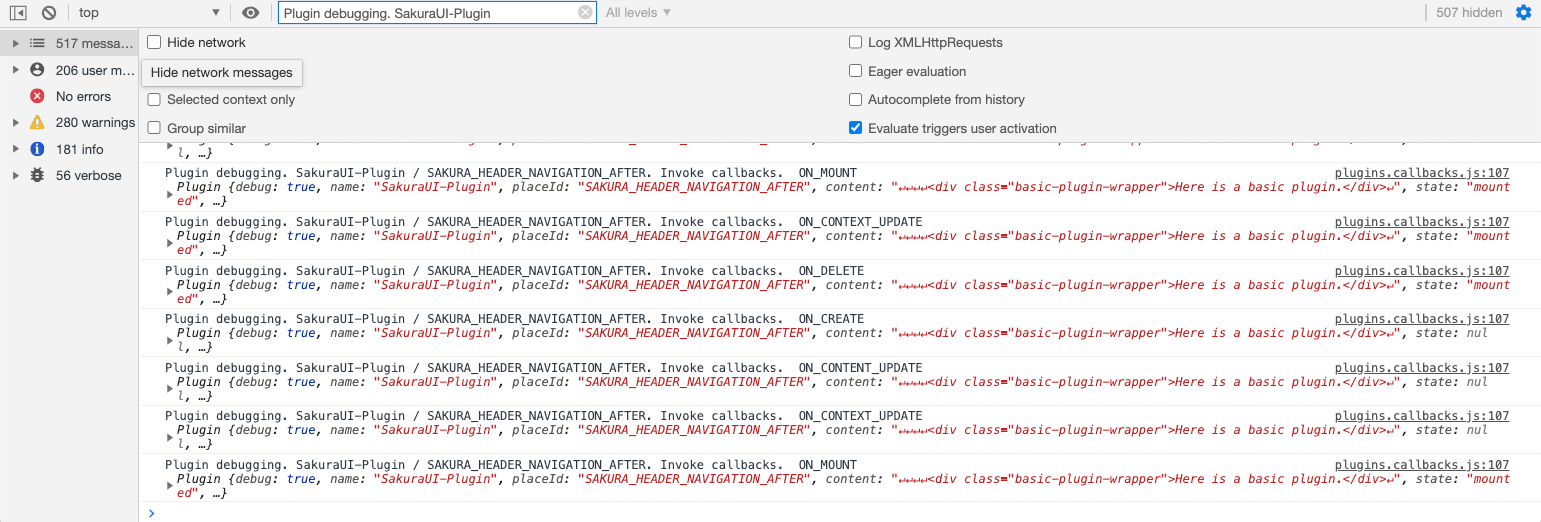 top
Plugin debugging. SakuraUI-Plugin
All levels
507 hidden
517 messa…
206 user m…
No errors
280 warnings
181 info
56 verbose
Hide network
Hide network messages
Selected context only
Group similar
Log XMLHttpRequests
Eager evaluation
Autocomplete from history
Evaluate triggers user activation
l, …}
Plugin debugging. SakuraUI-Plugin / SAKURA_HEADER_NAVIGATION_AFTER. Invoke callbacks.  ON_MOUNT plugins.callbacks.js:107
Plugin {debug: true, name: "SakuraUI-Plugin", placeId: "SAKURA_HEADER_NAVIGATION_AFTER", content: "↵↵↵↵<div class="basic-plugin-wrapper">Here is a basic plugin.</div>↵", state: "mount
ed", …}
Plugin debugging. SakuraUI-Plugin / SAKURA_HEADER_NAVIGATION_AFTER. Invoke callbacks.  ON_CONTEXT_UPDATE plugins.callbacks.js:107
Plugin {debug: true, name: "SakuraUI-Plugin", placeId: "SAKURA_HEADER_NAVIGATION_AFTER", content: "↵↵↵↵<div class="basic-plugin-wrapper">Here is a basic plugin.</div>↵", state: "mount
ed", …}
Plugin debugging. SakuraUI-Plugin / SAKURA_HEADER_NAVIGATION_AFTER. Invoke callbacks.  ON_DELETE plugins.callbacks.js:107
Plugin {debug: true, name: "SakuraUI-Plugin", placeId: "SAKURA_HEADER_NAVIGATION_AFTER", content: "↵↵↵↵<div class="basic-plugin-wrapper">Here is a basic plugin.</div>↵", state: "mount
ed", …}
Plugin debugging. SakuraUI-Plugin / SAKURA_HEADER_NAVIGATION_AFTER. Invoke callbacks.  ON_CREATE plugins.callbacks.js:107
Plugin {debug: true, name: "SakuraUI-Plugin", placeId: "SAKURA_HEADER_NAVIGATION_AFTER", content: "↵↵↵↵<div class="basic-plugin-wrapper">Here is a basic plugin.</div>↵", state: nul
l, …}
Plugin debugging. SakuraUI-Plugin / SAKURA_HEADER_NAVIGATION_AFTER. Invoke callbacks.  ON_CONTENT_UPDATE plugins.callbacks.js:107
Plugin {debug: true, name: "SakuraUI-Plugin", placeId: "SAKURA_HEADER_NAVIGATION_AFTER", content: "↵↵↵↵<div class="basic-plugin-wrapper">Here is a basic plugin.</div>↵", state: nul
l, …}
Plugin debugging. SakuraUI-Plugin / SAKURA_HEADER_NAVIGATION_AFTER. Invoke callbacks.  ON_CONTEXT_UPDATE plugins.callbacks.js:107
Plugin {debug: true, name: "SakuraUI-Plugin", placeId: "SAKURA_HEADER_NAVIGATION_AFTER", content: "↵↵↵↵<div class="basic-plugin-wrapper">Here is a basic plugin.</div>↵", state: nul
l, …}
Plugin debugging. SakuraUI-Plugin / SAKURA_HEADER_NAVIGATION_AFTER. Invoke callbacks.  ON_MOUNT plugins.callbacks.js:107
Plugin {debug: true, name: "SakuraUI-Plugin", placeId: "SAKURA_HEADER_NAVIGATION_AFTER", content: "↵↵↵↵<div class="basic-plugin-wrapper">Here is a basic plugin.</div>↵", state: "mount
ed", …}